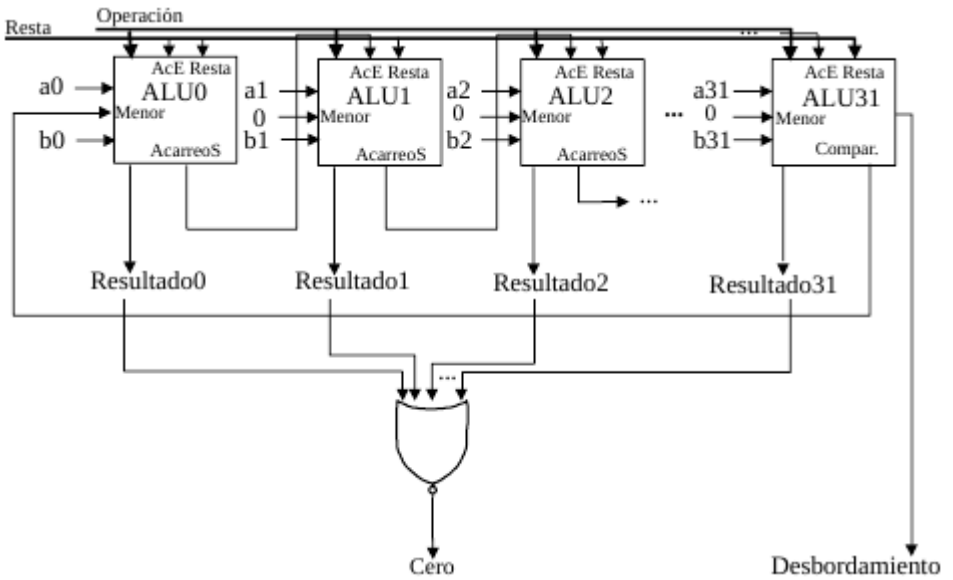 Operación
Resta
...
AcE Resta AcE Resta AcE Resta AcE Resta
a0 ALU0 a1 ALU1 a2 ALU2 a31 ALU31
Menor 0 Menor 0 Menor ... 0 Menor
b0 b1 b2 b31
AcarreoS AcarreoS AcarreoS Compar.
...
Resultado0 Resultado1 Resultado2 Resultado31
...
Cero Desbordamiento